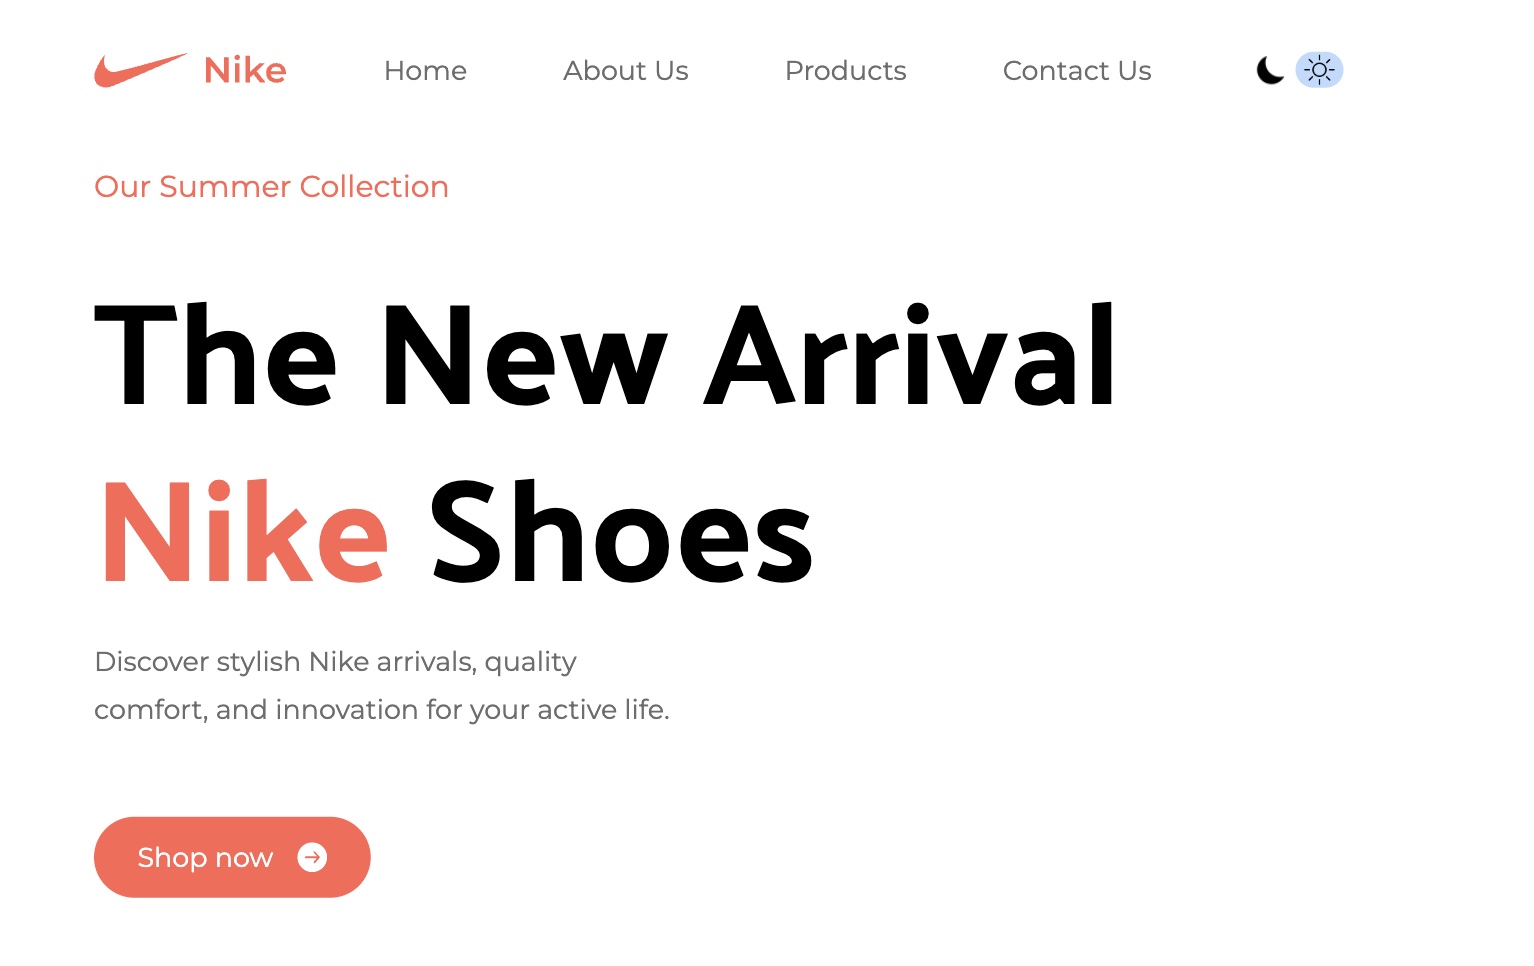 Nike Home About Us Products Contact Us
Our Summer Collection
The New Arrival
Nike Shoes
Discover stylish Nike arrivals, quality
comfort, and innovation for your active life.
Shop now